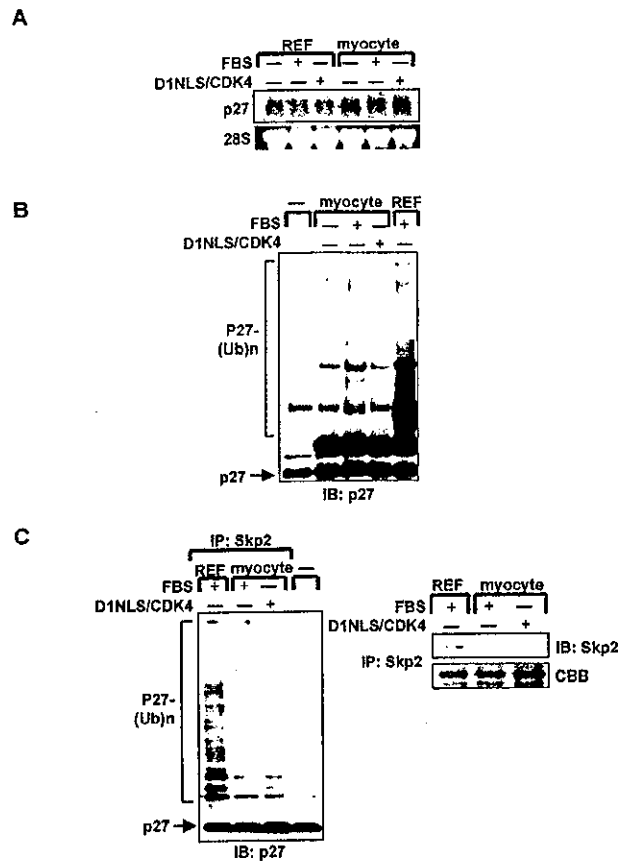 A
REF myocyte
FBS — + — — + —
D1NLS/CDK4 — — + — — +
p27
28S
B
— myocyte REF
FBS — + — +
D1NLS/CDK4 — — + —
P27-
(Ub)n
p27
IB: p27
C
IP: Skp2
REF myocyte —
FBS + + —
D1NLS/CDK4 — — +
P27-
(Ub)n
p27
IB: p27
REF myocyte
FBS + + —
D1NLS/CDK4 — — +
IB: Skp2
IP: Skp2
CBB